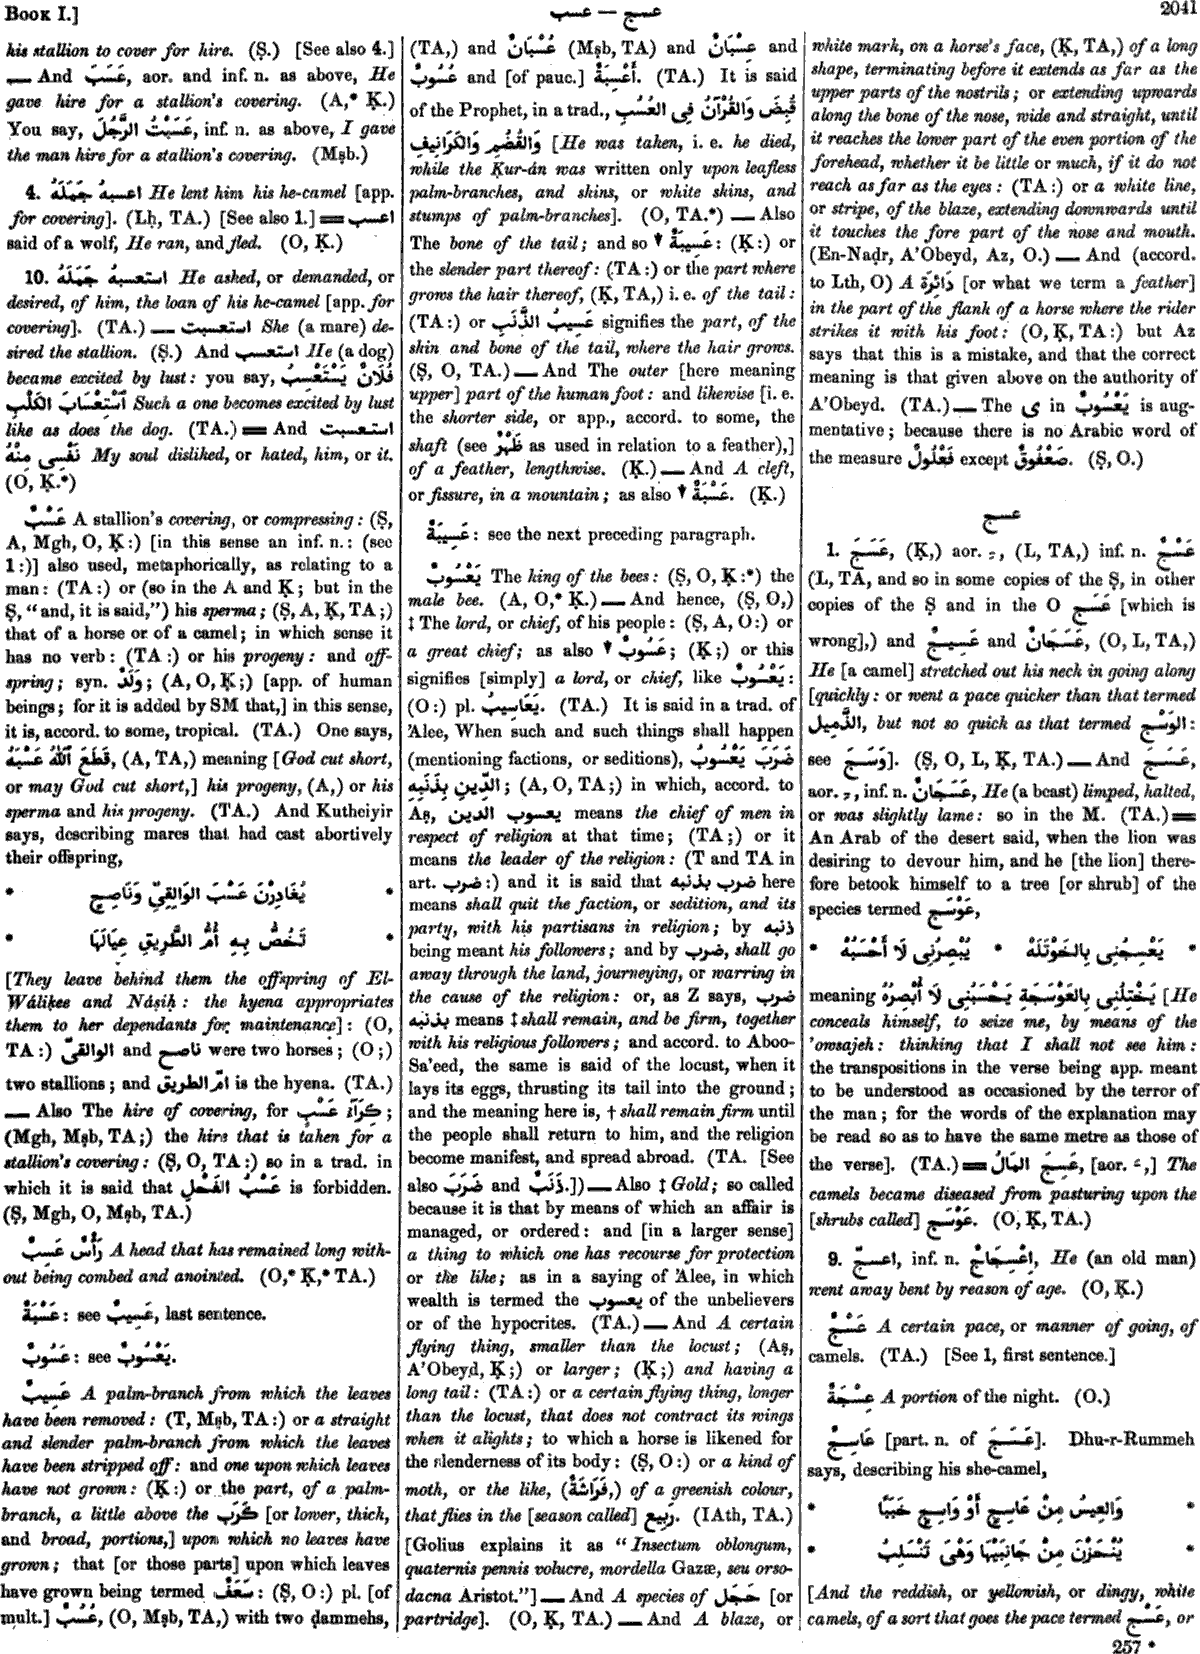 Book I.]
عسب — عسج
2041
his stallion to cover for hire. (Ṣ.) [See also 4.]
— And عَسَبَ, aor. and inf. n. as above, He
gave hire for a stallion's covering. (A,* Ḳ.)
You say, عَسَبْتُ الرَّجُلَ, inf. n. as above, I gave
the man hire for a stallion's covering. (Mṣb.)
4. اعسبهُ جَمَلَهُ He lent him his he-camel [app.
for covering]. (Lḥ, TA.) [See also 1.] ═ اعسب
said of a wolf, He ran, and fled. (O, Ḳ.)
10. استعسبهُ جَمَلَهُ He asked, or demanded, or
desired, of him, the loan of his he-camel [app. for
covering]. (TA.) — استعسبت She (a mare) de-
sired the stallion. (Ṣ.) And استعسب He (a dog)
became excited by lust: you say, فُلَانٌ يَسْتَعْسِبُ
ٱسْتِعْسَابَ الكَلْبِ Such a one becomes excited by lust
like as does the dog. (TA.) ═ And استعسبت
نَفْسِى مِنْهُ My soul disliked, or hated, him, or it.
(O, Ḳ.*)
عَسْبٌ A stallion's covering, or compressing: (Ṣ,
A, Mgh, O, Ḳ:) [in this sense an inf. n.: (see
1:)] also used, metaphorically, as relating to a
man: (TA:) or (so in the A and Ḳ; but in the
Ṣ, "and, it is said,") his sperma; (Ṣ, A, Ḳ, TA;)
that of a horse or of a camel; in which sense it
has no verb: (TA:) or his progeny: and off-
spring; syn. وَلَدٌ; (A, O, Ḳ;) [app. of human
beings; for it is added by SM that,] in this sense,
it is, accord. to some, tropical. (TA.) One says,
قَطَعَ ٱللّٰهُ عَسْبَهُ, (A, TA,) meaning [God cut short,
or may God cut short,] his progeny, (A,) or his
sperma and his progeny. (TA.) And Kutheiyir
says, describing mares that had cast abortively
their offspring,
* يُغَادِرْنَ عَسْبَ الوَالِقِىِّ وَنَاصِحٍ *
* تَخُصُّ بِهِ أُمُّ الطَّرِيقِ عِيَالَهَا *
[They leave behind them the offspring of El-
Wáliḳee and Náṣiḥ: the hyena appropriates
them to her dependants for maintenance]: (O,
TA:) الوالقىّ and ناصح were two horses; (O;)
two stallions; and امّ الطريق is the hyena. (TA.)
— Also The hire of covering, for كِرَآءُ عَسْبٍ;
(Mgh, Mṣb, TA;) the hire that is taken for a
stallion's covering: (Ṣ, O, TA:) so in a trad. in
which it is said that عَسْبُ الفَحْلِ is forbidden.
(Ṣ, Mgh, O, Mṣb, TA.)
رَأْسٌ عَسِبٌ A head that has remained long with-
out being combed and anointed. (O,* Ḳ,* TA.)
عَسْبَةٌ: see عَسِيبٌ, last sentence.
عَسُوبٌ: see يَعْسُوبٌ.
عَسِيبٌ A palm-branch from which the leaves
have been removed: (T, Mṣb, TA:) or a straight
and slender palm-branch from which the leaves
have been stripped off: and one upon which leaves
have not grown: (Ḳ:) or the part, of a palm-
branch, a little above the كَرَب [or lower, thick,
and broad, portions,] upon which no leaves have
grown; that [or those parts] upon which leaves
have grown being termed سَعَفٌ: (Ṣ, O:) pl. [of
mult.] عُسُبٌ, (O, Mṣb, TA,) with two ḍammehs,
(TA,) and عُسْبَانٌ (Mṣb, TA) and عِسْبَانٌ and
عُسُوبٌ and [of pauc.] أَعْسِبَةٌ. (TA.) It is said
of the Prophet, in a trad., قُبِضَ وَالقُرْآنُ فِى العُسُبِ
وَالقُضُمِ وَالكَرَانِيفِ [He was taken, i. e. he died,
while the Ḳur-án was written only upon leafless
palm-branches, and skins, or white skins, and
stumps of palm-branches]. (O, TA.*) — Also
The bone of the tail; and so ▼ عَسِيبَةٌ: (Ḳ:) or
the slender part thereof: (TA:) or the part where
grows the hair thereof, (Ḳ, TA,) i. e. of the tail:
(TA:) or عَسِيبُ الذَّنَبِ signifies the part, of the
skin and bone of the tail, where the hair grows.
(Ṣ, O, TA.) — And The outer [here meaning
upper] part of the human foot: and likewise [i. e.
the shorter side, or app., accord. to some, the
shaft (see ظَهْرٌ as used in relation to a feather),]
of a feather, lengthwise. (Ḳ.) — And A cleft,
or fissure, in a mountain; as also ▼ عَسْبَةٌ. (Ḳ.)
عَسِيبَةٌ: see the next preceding paragraph.
يَعْسُوبٌ The king of the bees: (Ṣ, O, Ḳ:*) the
male bee. (A, O,* Ḳ.) — And hence, (Ṣ, O,)
‡ The lord, or chief, of his people: (Ṣ, A, O:) or
a great chief; as also ▼ عَسُوبٌ; (Ḳ;) or this
signifies [simply] a lord, or chief, like يَعْسُوبٌ:
(O:) pl. يَعَاسِيبُ. (TA.) It is said in a trad. of
'Alee, When such and such things shall happen
(mentioning factions, or seditions), ضَرَبَ يَعْسُوبُ
الدِّينِ بِذَنَبِهِ; (A, O, TA;) in which, accord. to
Aṣ, يعسوب الدين means the chief of men in
respect of religion at that time; (TA;) or it
means the leader of the religion: (T and TA in
art. ضرب:) and it is said that ضرب بذنبه here
means shall quit the faction, or sedition, and its
party, with his partisans in religion; by ذنبه
being meant his followers; and by ضرب, shall go
away through the land, journeying, or warring in
the cause of the religion: or, as Z says, ضرب
بذنبه means ‡ shall remain, and be firm, together
with his religious followers; and accord. to Aboo-
Sa'eed, the same is said of the locust, when it
lays its eggs, thrusting its tail into the ground;
and the meaning here is, † shall remain firm until
the people shall return to him, and the religion
become manifest, and spread abroad. (TA. [See
also ضَرَبَ and ذَنَبٌ.]) — Also ‡ Gold; so called
because it is that by means of which an affair is
managed, or ordered: and [in a larger sense]
a thing to which one has recourse for protection
or the like; as in a saying of 'Alee, in which
wealth is termed the يعسوب of the unbelievers
or of the hypocrites. (TA.) — And A certain
flying thing, smaller than the locust; (Aṣ,
A'Obeyd, Ḳ;) or larger; (Ḳ;) and having a
long tail: (TA:) or a certain flying thing, longer
than the locust, that does not contract its wings
when it alights; to which a horse is likened for
the slenderness of its body: (Ṣ, O:) or a kind of
moth, or the like, (فَرَاشَةٌ,) of a greenish colour,
that flies in the [season called] رَبِيع. (IAth, TA.)
[Golius explains it as "Insectum oblongum,
quaternis pennis volucre, mordella Gazæ, seu orso-
dacna Aristot."] — And A species of حَجَل [or
partridge]. (O, Ḳ, TA.) — And A blaze, or
white mark, on a horse's face, (Ḳ, TA,) of a long
shape, terminating before it extends as far as the
upper parts of the nostrils; or extending upwards
along the bone of the nose, wide and straight, until
it reaches the lower part of the even portion of the
forehead, whether it be little or much, if it do not
reach as far as the eyes: (TA:) or a white line,
or stripe, of the blaze, extending downwards until
it touches the fore part of the nose and mouth.
(En-Naḍr, A'Obeyd, Az, O.) — And (accord.
to Lth, O) A دَائِرَة [or what we term a feather]
in the part of the flank of a horse where the rider
strikes it with his foot: (O, Ḳ, TA:) but Az
says that this is a mistake, and that the correct
meaning is that given above on the authority of
A'Obeyd. (TA.) — The ى in يَعْسُوبٌ is aug-
mentative; because there is no Arabic word of
the measure فَعْلُولٌ except صَعْفُوقٌ. (Ṣ, O.)
عسج
1. عَسَجَ, (Ḳ,) aor. ـِ, (L, TA,) inf. n. عَسْجٌ
(L, TA, and so in some copies of the Ṣ, in other
copies of the Ṣ and in the O عَسَج [which is
wrong],) and عَسِيجٌ and عَسَجَانٌ, (O, L, TA,)
He [a camel] stretched out his neck in going along
[quickly: or went a pace quicker than that termed
الذَّمِيل, but not so quick as that termed الوَسْج:
see وَسَجَ]. (Ṣ, O, L, Ḳ, TA.) — And عَسَجَ,
aor. ـِ, inf. n. عَسَجَانٌ, He (a beast) limped, halted,
or was slightly lame: so in the M. (TA.) ═
An Arab of the desert said, when the lion was
desiring to devour him, and he [the lion] there-
fore betook himself to a tree [or shrub] of the
species termed عَوْسَج,
* يَعْسِجُنِى بِالخَوْتَلَهْ * يُبْصِرُنِى لَا أَحْسَبُهْ *
meaning يَخْتِلُنِى بِالعَوْسَجَةِ يَحْسَبُنِى لَا أُبْصِرُهُ [He
conceals himself, to seize me, by means of the
'owsajeh: thinking that I shall not see him:
the transpositions in the verse being app. meant
to be understood as occasioned by the terror of
the man; for the words of the explanation may
be read so as to have the same metre as those of
the verse]. (TA.) ═ عَسِجَ المَالُ, [aor. ـَ,] The
camels became diseased from pasturing upon the
[shrubs called] عَوْسَج. (O, Ḳ, TA.)
9. اعسجّ, inf. n. اِعْسِجَاجٌ, He (an old man)
went away bent by reason of age. (O, Ḳ.)
عَسْجٌ A certain pace, or manner of going, of
camels. (TA.) [See 1, first sentence.]
عِسْجَةٌ A portion of the night. (O.)
عَاسِجٌ [part. n. of عَسَجَ]. Dhu-r-Rummeh
says, describing his she-camel,
* وَالعِيسُ مِنْ عَاسِجٍ أَوْ وَاسِجٍ خَبَبًا *
* يُنْحَزْنَ مِنْ جَانِبَيْهَا وَهْىَ تَنْسَلِبُ *
[And the reddish, or yellowish, or dingy, white
camels, of a sort that goes the pace termed عَسْج, or
257 *